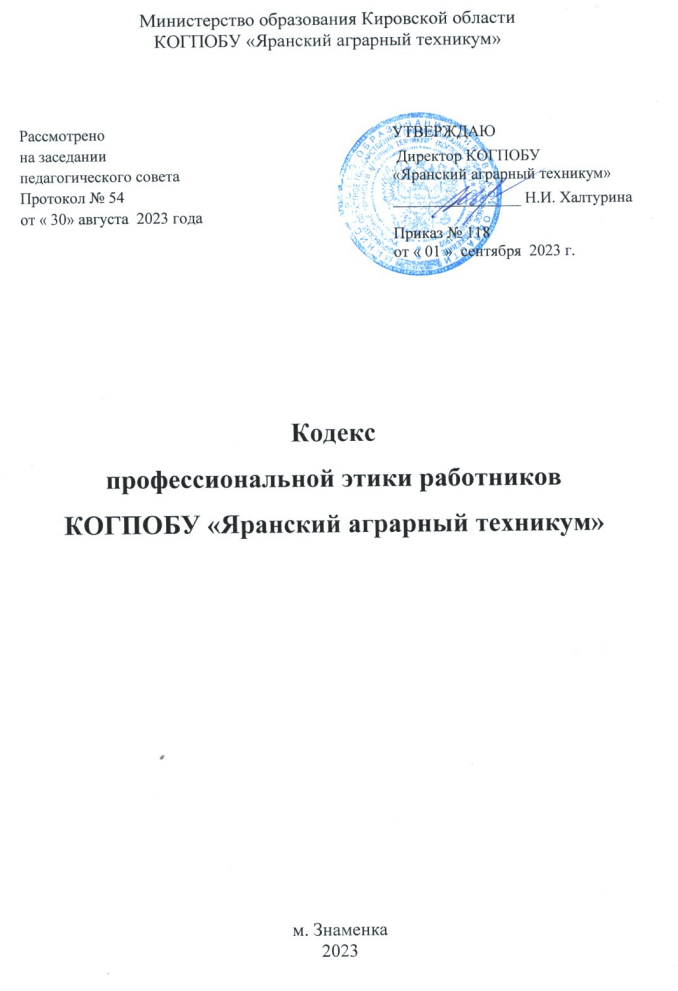 Министерство образования Кировской области
КОГПОБУ «Яранский аграрный техникум»
Рассмотрено
на заседании
педагогического совета
Протокол № 54
от « 30» августа 2023 года
УТВЕРЖДАЮ
Директор КОГПОБУ
«Яранский аграрный техникум»
Н.И. Халтурина
Приказ № 118
от « 01 » сентября 2023 г.
Кодекс
профессиональной этики работников
КОГПОБУ «Яранский аграрный техникум»
м. Знаменка
2023